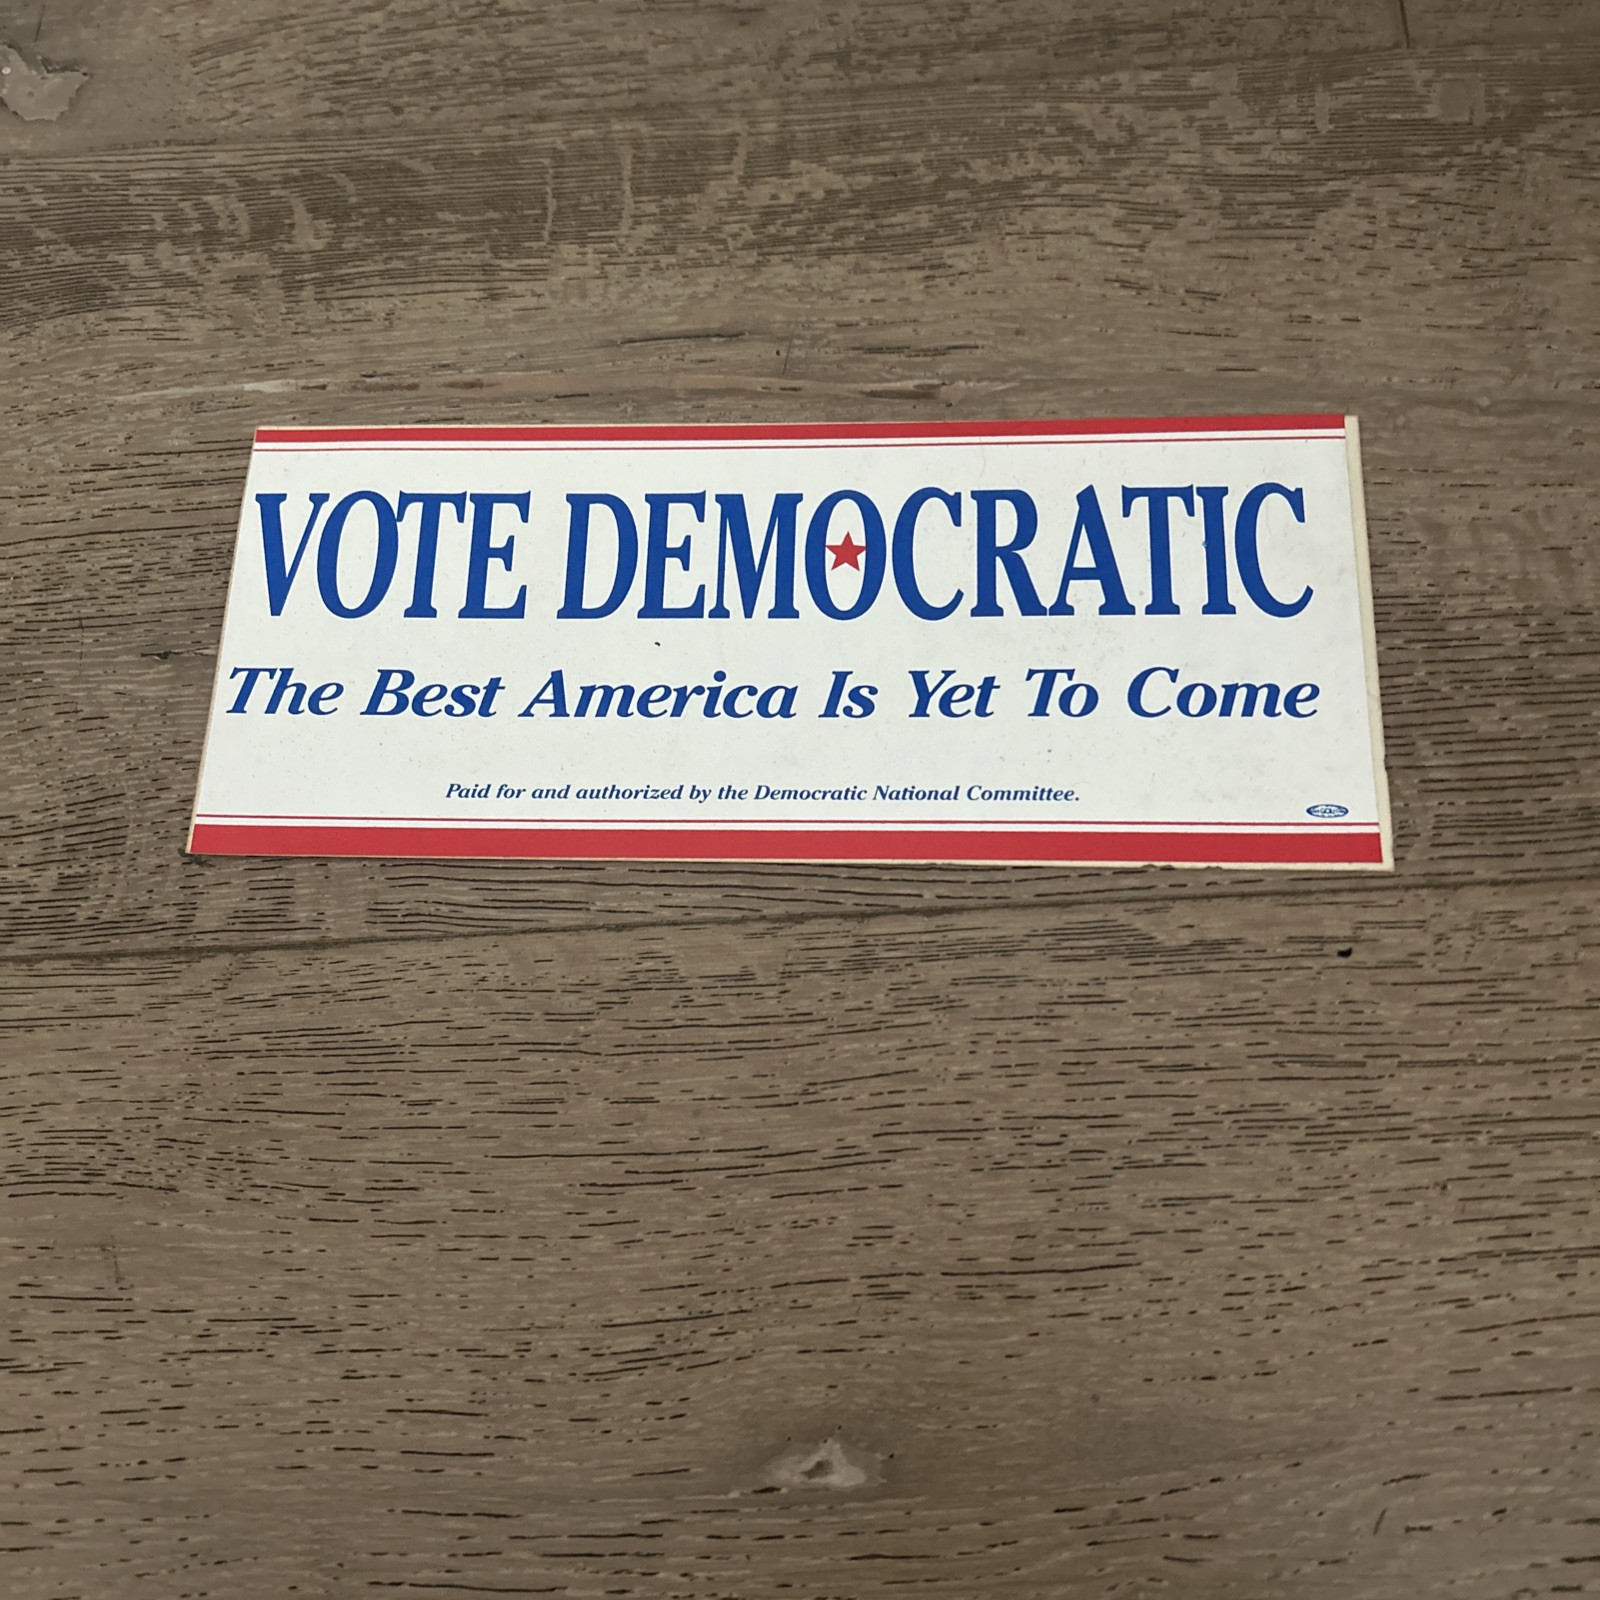 VOTE DEMOCRATIC
The Best America Is Yet To Come
Paid for and authorized by the Democratic National Committee.